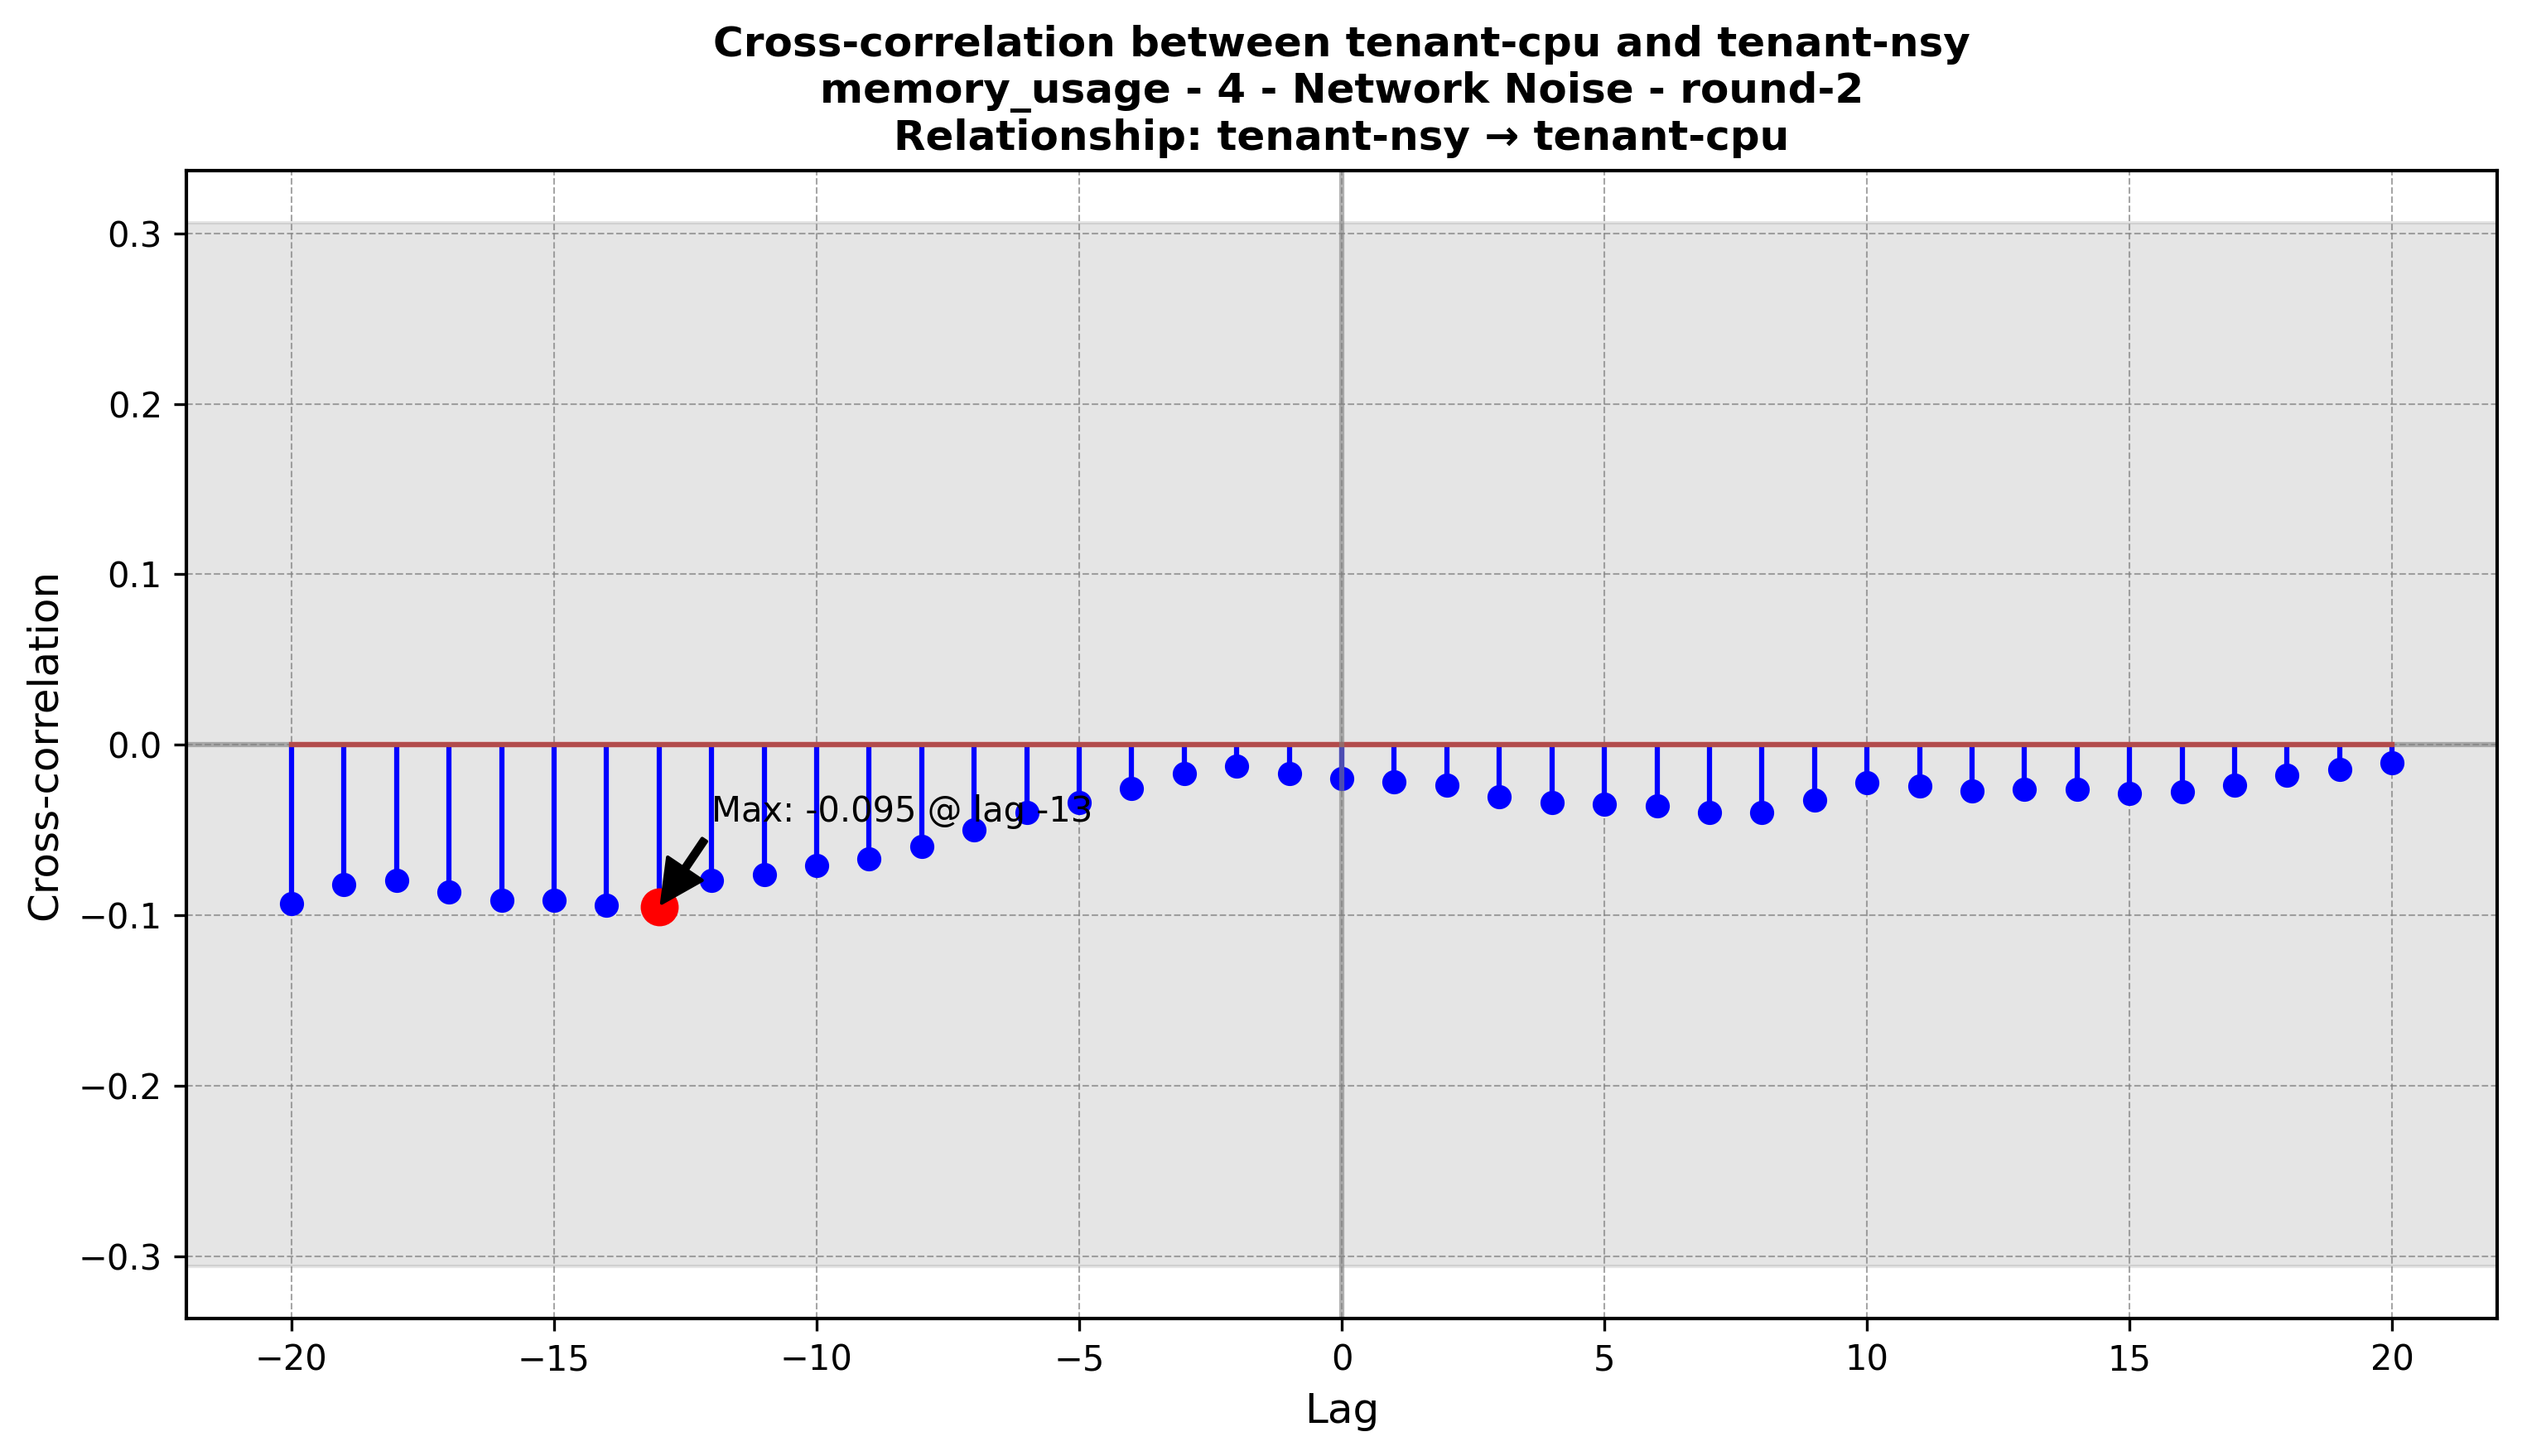 Cross-correlation between tenant-cpu and tenant-nsy
memory_usage - 4 - Network Noise - round-2
Relationship: tenant-nsy → tenant-cpu
Cross-correlation
0.3
0.2
0.1
0.0
−0.1
−0.2
−0.3
Max: -0.095 @ lag -13
−20
−15
−10
−5
0
5
10
15
20
Lag